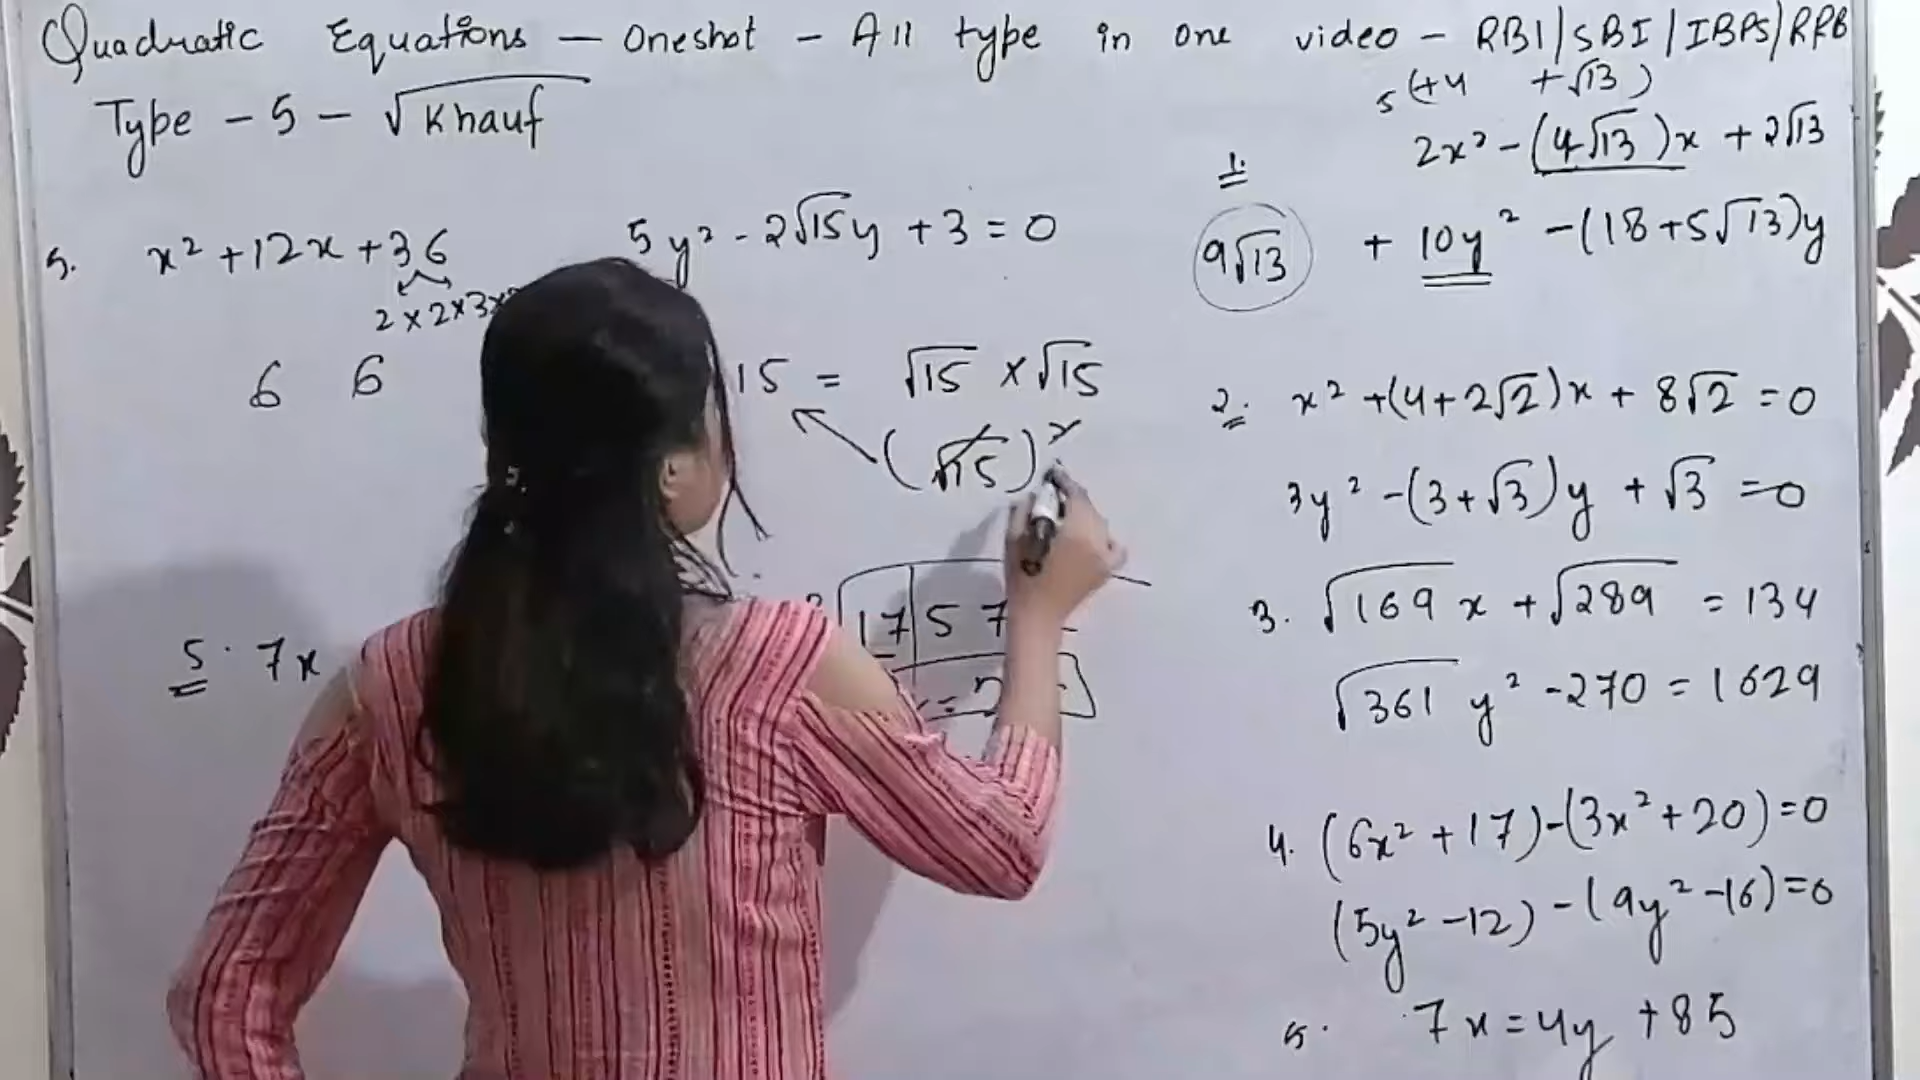 Quadratic Equations — Oneshot - All type in one video - RBI/SBI/IBPS/RRB
Type - 5 - √Khauf
5. x² + 12x + 36
2 × 2 × 3 ×
6 6
5y² - 2√15y + 3 = 0
15 = √15 × √15
(√15)²
17 5 7
5. 7x
5 (+4 +√13)
1. 2x² - (4√13)x + 2√13
9√13 + 10y² - (18 + 5√13)y
2. x² + (4 + 2√2)x + 8√2 = 0
3y² - (3 + √3)y + √3 = 0
3. √169 x + √289 = 134
√361 y² - 270 = 1629
4. (6x² + 17) - (3x² + 20) = 0
(5y² - 12) - (9y² - 16) = 0
5. 7x = 4y + 85